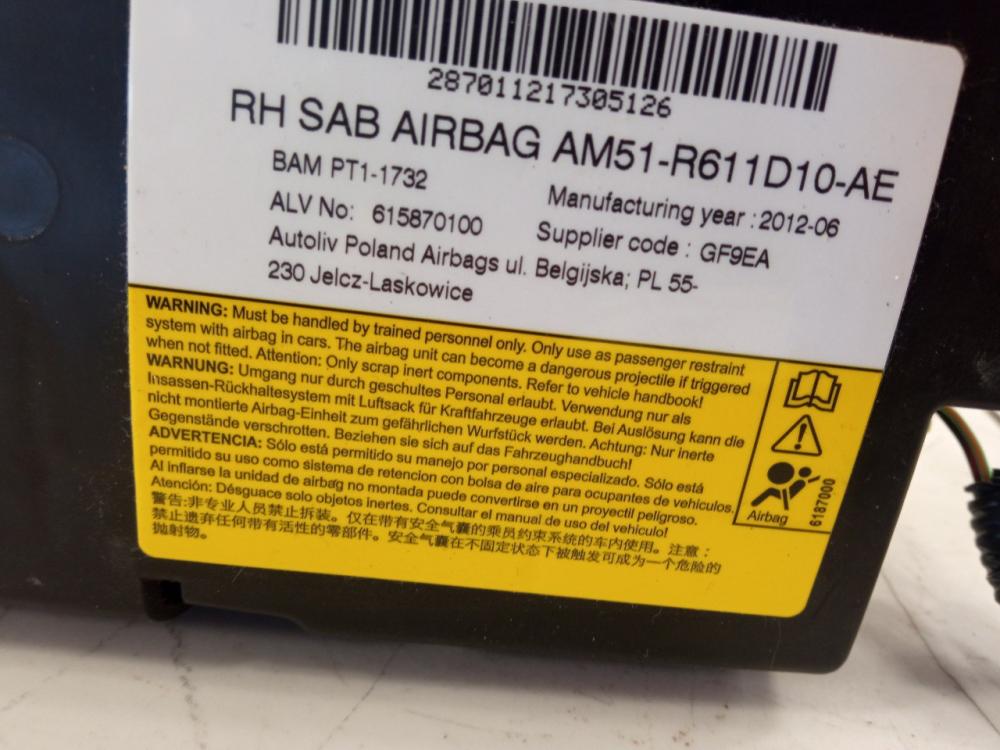 287011217305126
RH SAB AIRBAG AM51-R611D10-AE
BAM PT1-1732
Manufacturing year : 2012-06
ALV No: 615870100
Supplier code : GF9EA
Autoliv Poland Airbags ul. Belgijska; PL 55-
230 Jelcz-Laskowice
WARNING: Must be handled by trained personnel only. Only use as passenger restraint
system with airbag in cars. The airbag unit can become a dangerous projectile if triggered
when not fitted. Attention: Only scrap inert components. Refer to vehicle handbook!
WARNUNG: Umgang nur durch geschultes Personal erlaubt. Verwendung nur als
Insassen-Rückhaltesystem mit Luftsack für Kraftfahrzeuge erlaubt. Bei Auslösung kann die
nicht montierte Airbag-Einheit zum gefährlichen Wurfstück werden. Achtung: Nur inerte
Gegenstände verschrotten. Beziehen sie sich auf das Fahrzeughandbuch!
ADVERTENCIA: Sólo está permitido su manejo por personal especializado. Sólo está
permitido su uso como sistema de retencion con bolsa de aire para ocupantes de vehículos.
Al inflarse la unidad de airbag no montada puede convertirse en un proyectil peligroso.
Atención: Désguace solo objetos inertes. Consultar el manual de uso del vehiculo!
警告:非专业人员禁止拆装。仅在带有安全气囊的乘员约束系统的车内使用。注意：
禁止遗弃任何带有活性的零部件。安全气囊在不固定状态下被触发可成为一个危险的
抛射物。
Airbag
6187000